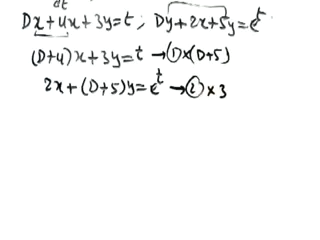 dt
Dx+4x+3y=t ; Dy+2x+5y=e^t
(D+4)x+3y=t →①×(D+5)
2x+(D+5)y=e^t →②×3